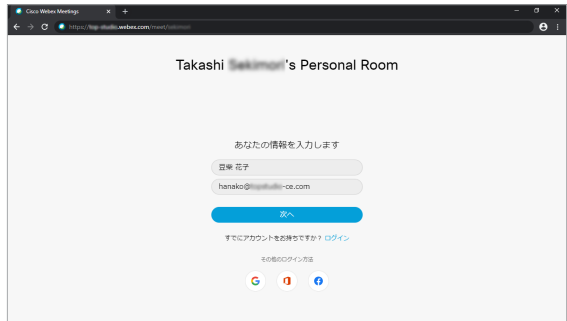 Cisco Webex Meetings
https:// .webex.com/meet/
Takashi 's Personal Room
あなたの情報を入力します
豆柴 花子
hanako@ -ce.com
次へ
すでにアカウントをお持ちですか？ ログイン
その他のログイン方法